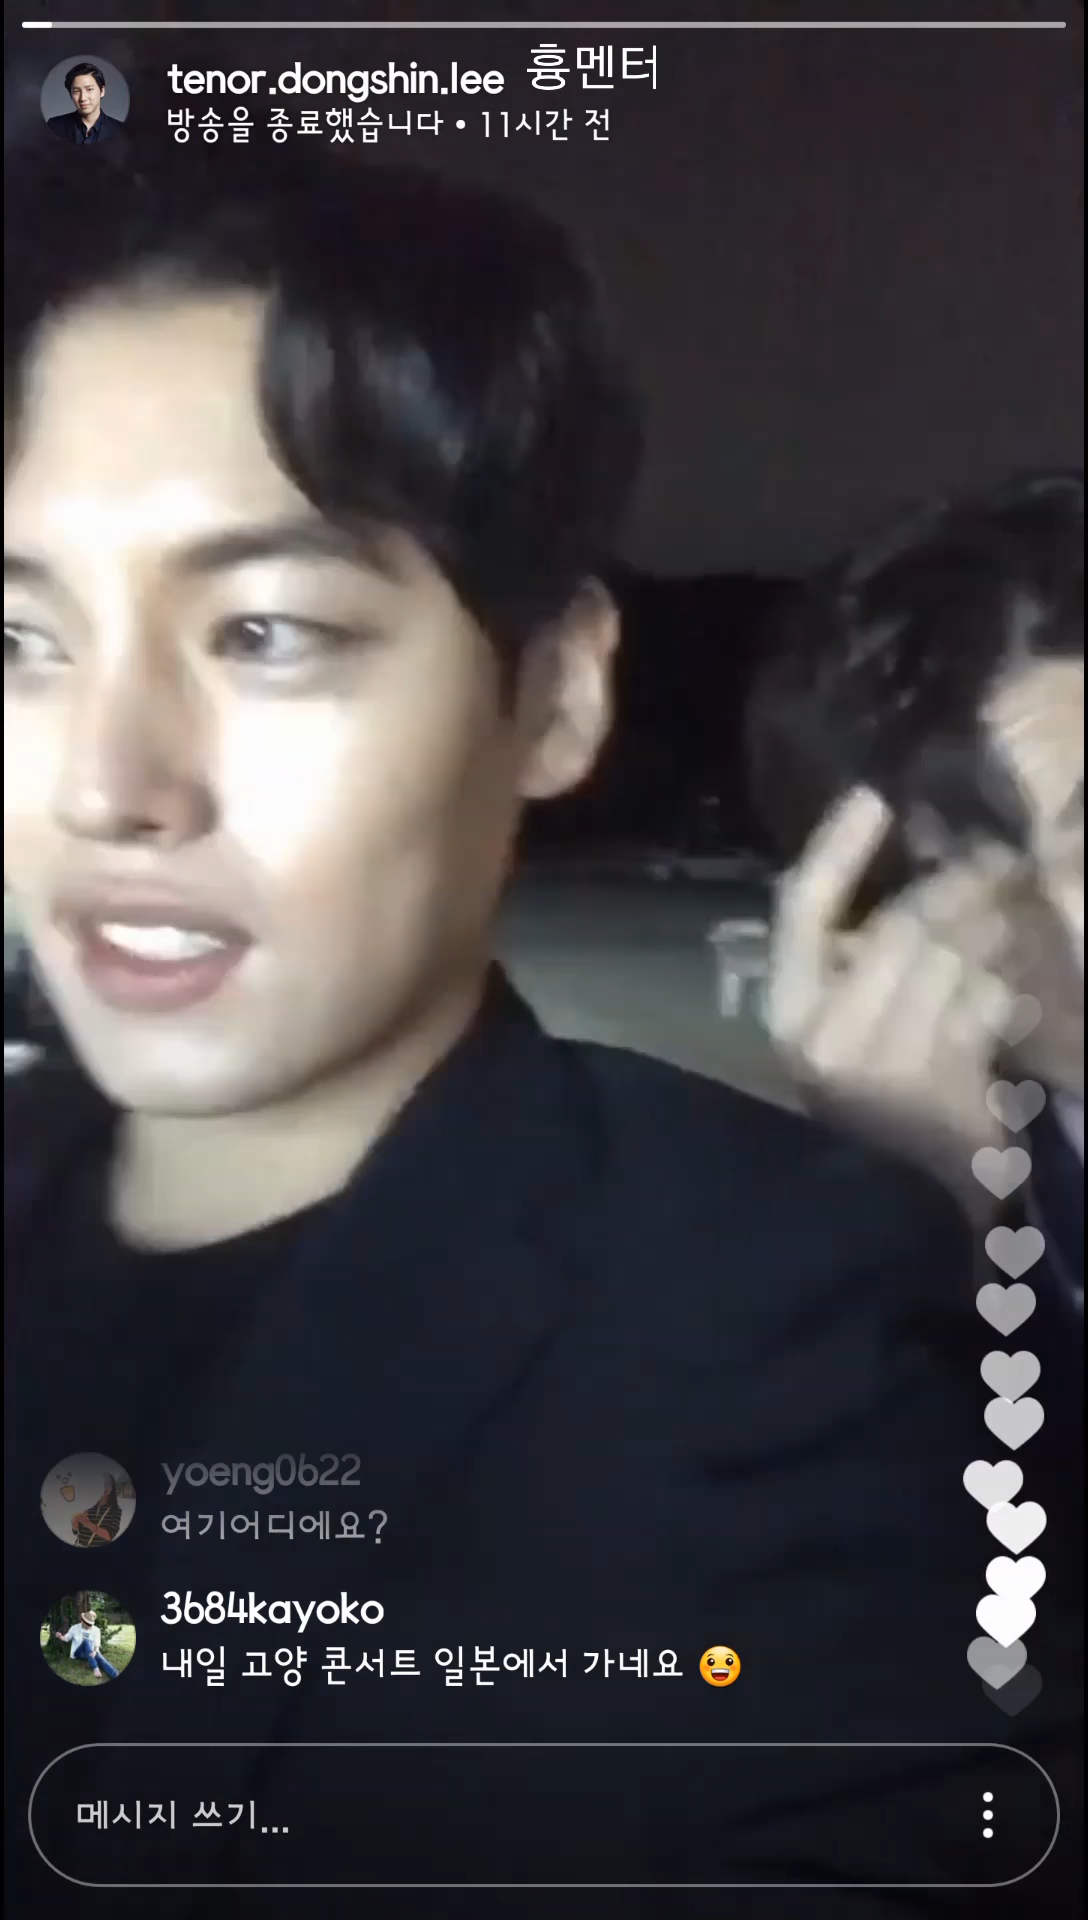 tenor.dongshin.lee 흉멘터
방송을 종료했습니다 • 11시간 전
yoeng0622
여기어디에요?
3684kayoko
내일 고양 콘서트 일본에서 가네요 😀
메시지 쓰기...